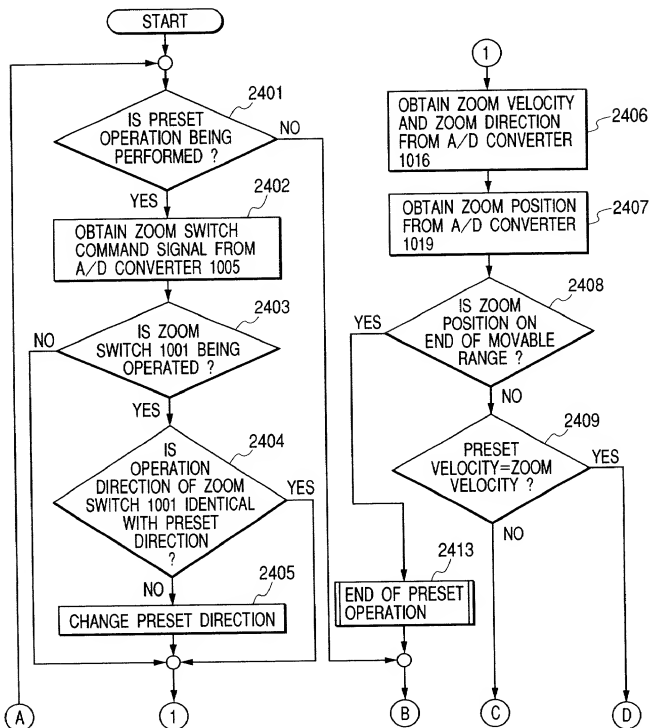 START
2401
IS PRESET
OPERATION BEING
PERFORMED ?
NO
YES
2402
OBTAIN ZOOM SWITCH
COMMAND SIGNAL FROM
A/D CONVERTER 1005
2403
NO
IS ZOOM
SWITCH 1001 BEING
OPERATED ?
YES
2404
IS
OPERATION
DIRECTION OF ZOOM
SWITCH 1001 IDENTICAL
WITH PRESET
DIRECTION
?
YES
NO
2405
CHANGE PRESET DIRECTION
A
1
1
OBTAIN ZOOM VELOCITY
AND ZOOM DIRECTION
FROM A/D CONVERTER
1016
2406
OBTAIN ZOOM POSITION
FROM A/D CONVERTER
1019
2407
2408
YES
IS ZOOM
POSITION ON
END OF MOVABLE
RANGE ?
NO
2409
PRESET
VELOCITY=ZOOM
VELOCITY ?
YES
NO
2413
END OF PRESET
OPERATION
B
C
D